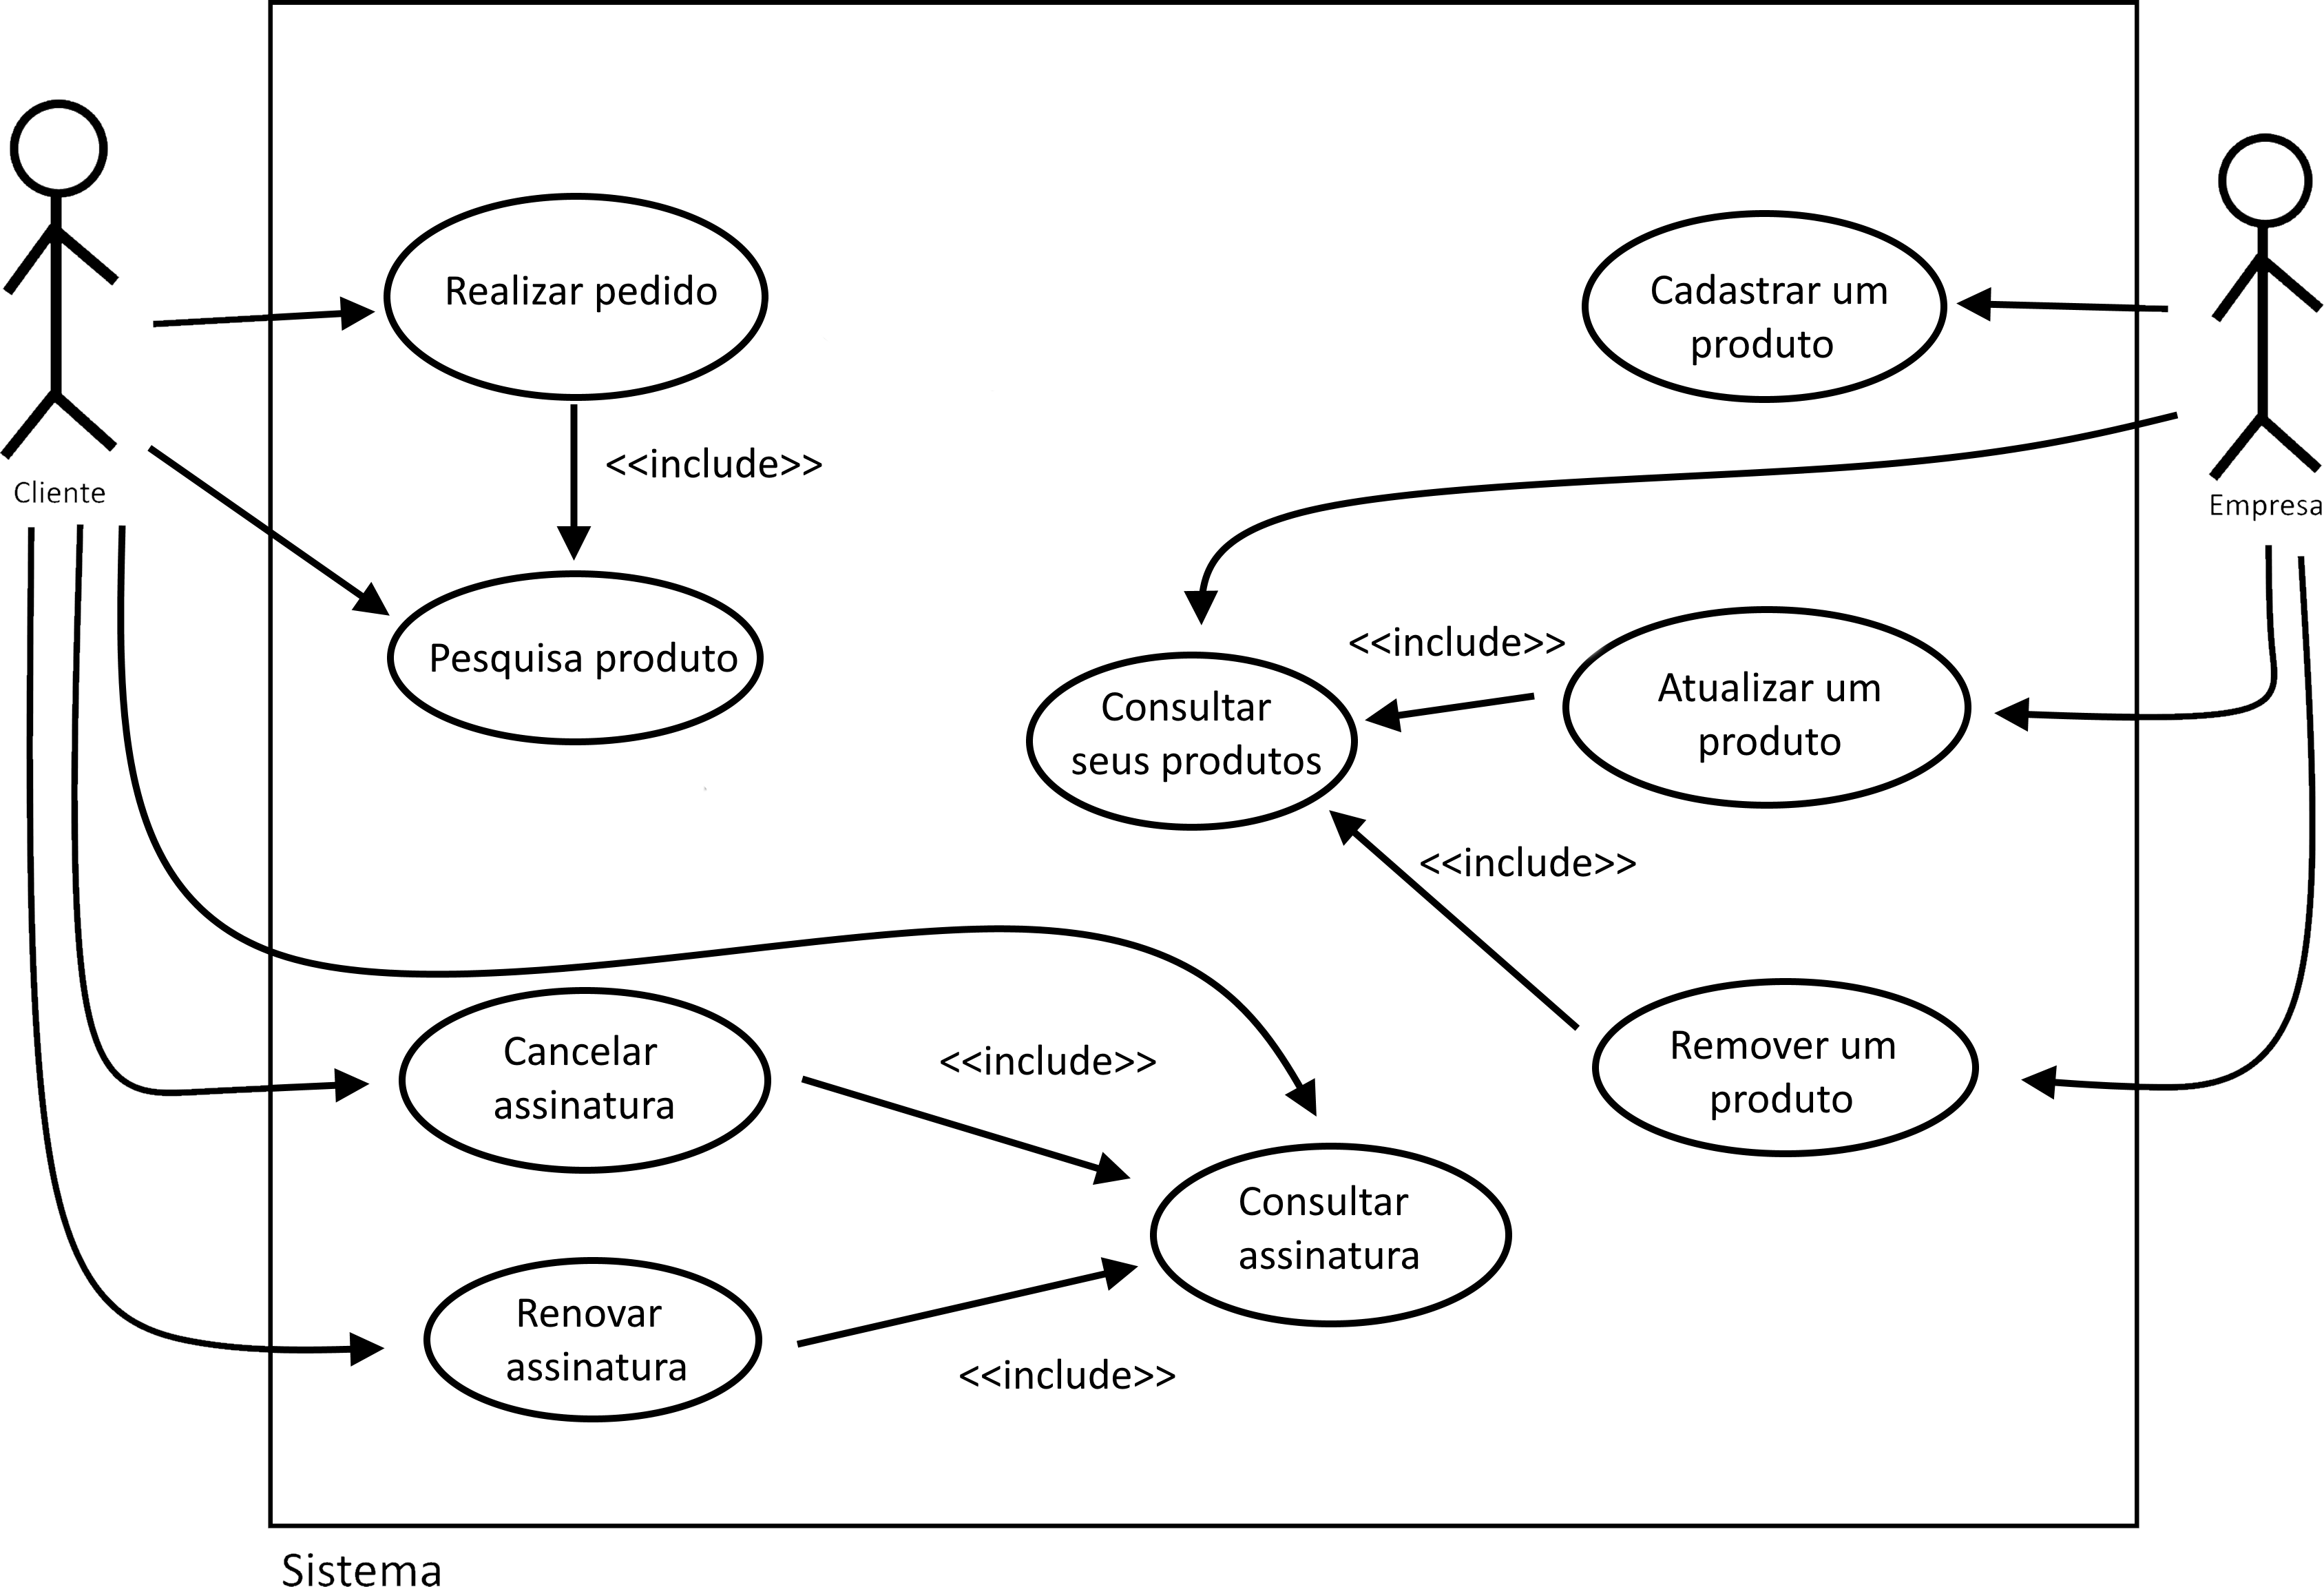 Realizar pedido
Cadastrar um
produto
<<include>>
Cliente
Empresa
Pesquisa produto
<<include>>
Consultar
seus produtos
Atualizar um
produto
<<include>>
Cancelar
assinatura
<<include>>
Remover um
produto
Consultar
assinatura
Renovar
assinatura
<<include>>
Sistema